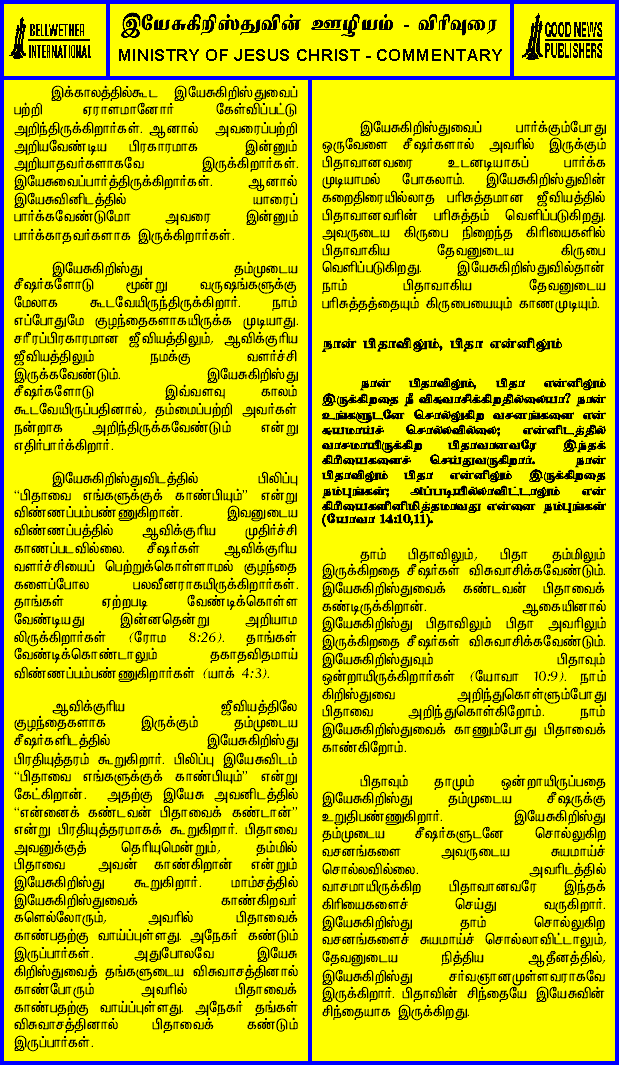 BELLWETHER
INTERNATIONAL
இயேசுகிறிஸ்துவின் ஊழியம் - விரிவுரை
MINISTRY OF JESUS CHRIST - COMMENTARY
GOOD NEWS
PUBLISHERS
இக்காலத்தில்கூட இயேசுகிறிஸ்துவைப்
பற்றி ஏராளமானோர் கேள்விப்பட்டு
அறிந்திருக்கிறார்கள். ஆனால் அவரைப்பற்றி
அறியவேண்டிய பிரகாரமாக இன்னும்
அறியாதவர்களாகவே இருக்கிறார்கள்.
இயேசுவைப்பார்த்திருக்கிறார்கள். ஆனால்
இயேசுவினிடத்தில் யாரைப்
பார்க்கவேண்டுமோ அவரை இன்னும்
பார்க்காதவர்களாக இருக்கிறார்கள்.
இயேசுகிறிஸ்து தம்முடைய
சீஷர்களோடு மூன்று வருஷங்களுக்கு
மேலாக கூடவேயிருந்திருக்கிறார். நாம்
எப்போதுமே குழந்தைகளாகயிருக்க முடியாது.
சரீரப்பிரகாரமான ஜீவியத்திலும், ஆவிக்குரிய
ஜீவியத்திலும் நமக்கு வளர்ச்சி
இருக்கவேண்டும். இயேசுகிறிஸ்து
சீஷர்களோடு இவ்வளவு காலம்
கூடவேயிருப்பதினால், தம்மைப்பற்றி அவர்கள்
நன்றாக அறிந்திருக்கவேண்டும் என்று
எதிர்பார்க்கிறார்.
இயேசுகிறிஸ்துவிடத்தில் பிலிப்பு
“பிதாவை எங்களுக்குக் காண்பியும்” என்று
விண்ணப்பம்பண்ணுகிறான். இவனுடைய
விண்ணப்பத்தில் ஆவிக்குரிய முதிர்ச்சி
காணப்படவில்லை. சீஷர்கள் ஆவிக்குரிய
வளர்ச்சியைப் பெற்றுக்கொள்ளாமல் குழந்தை
களைப்போல பலவீனராகயிருக்கிறார்கள்.
தாங்கள் ஏற்றபடி வேண்டிக்கொள்ள
வேண்டியது இன்னதென்று அறியாம
லிருக்கிறார்கள் (ரோம 8:26). தாங்கள்
வேண்டிக்கொண்டாலும் தகாதவிதமாய்
விண்ணப்பம்பண்ணுகிறார்கள் (யாக் 4:3).
ஆவிக்குரிய ஜீவியத்திலே
குழந்தைகளாக இருக்கும் தம்முடைய
சீஷர்களிடத்தில் இயேசுகிறிஸ்து
பிரதியுத்தரம் கூறுகிறார். பிலிப்பு இயேசுவிடம்
“பிதாவை எங்களுக்குக் காண்பியும்” என்று
கேட்கிறான். அதற்கு இயேசு அவனிடத்தில்
“என்னைக் கண்டவன் பிதாவைக் கண்டான்”
என்று பிரதியுத்தரமாகக் கூறுகிறார். பிதாவை
அவனுக்குத் தெரியுமென்றும், தம்மில்
பிதாவை அவன் காண்கிறான் என்றும்
இயேசுகிறிஸ்து கூறுகிறார். மாம்சத்தில்
இயேசுகிறிஸ்துவைக் காண்கிறவர்
களெல்லோரும், அவரில் பிதாவைக்
காண்பதற்கு வாய்ப்புள்ளது. அநேகர் கண்டும்
இருப்பார்கள். அதுபோலவே இயேசு
கிறிஸ்துவைத் தங்களுடைய விசுவாசத்தினால்
காண்போரும் அவரில் பிதாவைக்
காண்பதற்கு வாய்ப்புள்ளது. அநேகர் தங்கள்
விசுவாசத்தினால் பிதாவைக் கண்டும்
இருப்பார்கள்.
இயேசுகிறிஸ்துவைப் பார்க்கும்போது
ஒருவேளை சீஷர்களால் அவரில் இருக்கும்
பிதாவானவரை உடனடியாகப் பார்க்க
முடியாமல் போகலாம். இயேசுகிறிஸ்துவின்
கறைதிரையில்லாத பரிசுத்தமான ஜீவியத்தில்
பிதாவானவரின் பரிசுத்தம் வெளிப்படுகிறது.
அவருடைய கிருபை நிறைந்த கிரியைகளில்
பிதாவாகிய தேவனுடைய கிருபை
வெளிப்படுகிறது. இயேசுகிறிஸ்துவில்தான்
நாம் பிதாவாகிய தேவனுடைய
பரிசுத்தத்தையும் கிருபையையும் காணமுடியும்.
நான் பிதாவிலும், பிதா என்னிலும்
நான் பிதாவிலும், பிதா என்னிலும்
இருக்கிறதை நீ விசுவாசிக்கிறதில்லையா? நான்
உங்களுடனே சொல்லுகிற வசனங்களை என்
சுயமாய்ச் சொல்லவில்லை; என்னிடத்தில்
வாசமாயிருக்கிற பிதாவானவரே இந்தக்
கிரியைகளைச் செய்துவருகிறார். நான்
பிதாவிலும் பிதா என்னிலும் இருக்கிறதை
நம்புங்கள்; அப்படியில்லாவிட்டாலும் என்
கிரியைகளினிமித்தமாவது என்னை நம்புங்கள்
(யோவா 14:10,11).
தாம் பிதாவிலும், பிதா தம்மிலும்
இருக்கிறதை சீஷர்கள் விசுவாசிக்கவேண்டும்.
இயேசுகிறிஸ்துவைக் கண்டவன் பிதாவைக்
கண்டிருக்கிறான். ஆகையினால்
இயேசுகிறிஸ்து பிதாவிலும் பிதா அவரிலும்
இருக்கிறதை சீஷர்கள் விசுவாசிக்கவேண்டும்.
இயேசுகிறிஸ்துவும் பிதாவும்
ஒன்றாயிருக்கிறார்கள் (யோவா 10:9). நாம்
கிறிஸ்துவை அறிந்துகொள்ளும்போது
பிதாவை அறிந்துகொள்கிறோம். நாம்
இயேசுகிறிஸ்துவைக் காணும்போது பிதாவைக்
காண்கிறோம்.
பிதாவும் தாமும் ஒன்றாயிருப்பதை
இயேசுகிறிஸ்து தம்முடைய சீஷருக்கு
உறுதிபண்ணுகிறார். இயேசுகிறிஸ்து
தம்முடைய சீஷர்களுடனே சொல்லுகிற
வசனங்களை அவருடைய சுயமாய்ச்
சொல்லவில்லை. அவரிடத்தில்
வாசமாயிருக்கிற பிதாவானவரே இந்தக்
கிரியைகளைச் செய்து வருகிறார்.
இயேசுகிறிஸ்து தாம் சொல்லுகிற
வசனங்களைச் சுயமாய்ச் சொல்லாவிட்டாலும்,
தேவனுடைய நித்திய ஆதீனத்தில்,
இயேசுகிறிஸ்து சர்வஞானமுள்ளவராகவே
இருக்கிறார். பிதாவின் சிந்தையே இயேசுவின்
சிந்தையாக இருக்கிறது.